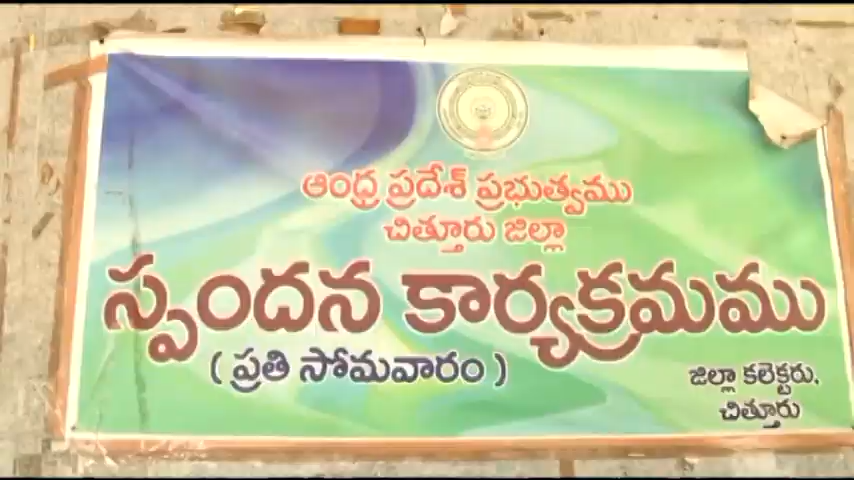 ఆంధ్ర ప్రదేశ్ ప్రభుత్వము
చిత్తూరు జిల్లా
స్పందన కార్యక్రమము
( ప్రతి సోమవారం )
జిల్లా కలెక్టరు.
చిత్తూరు